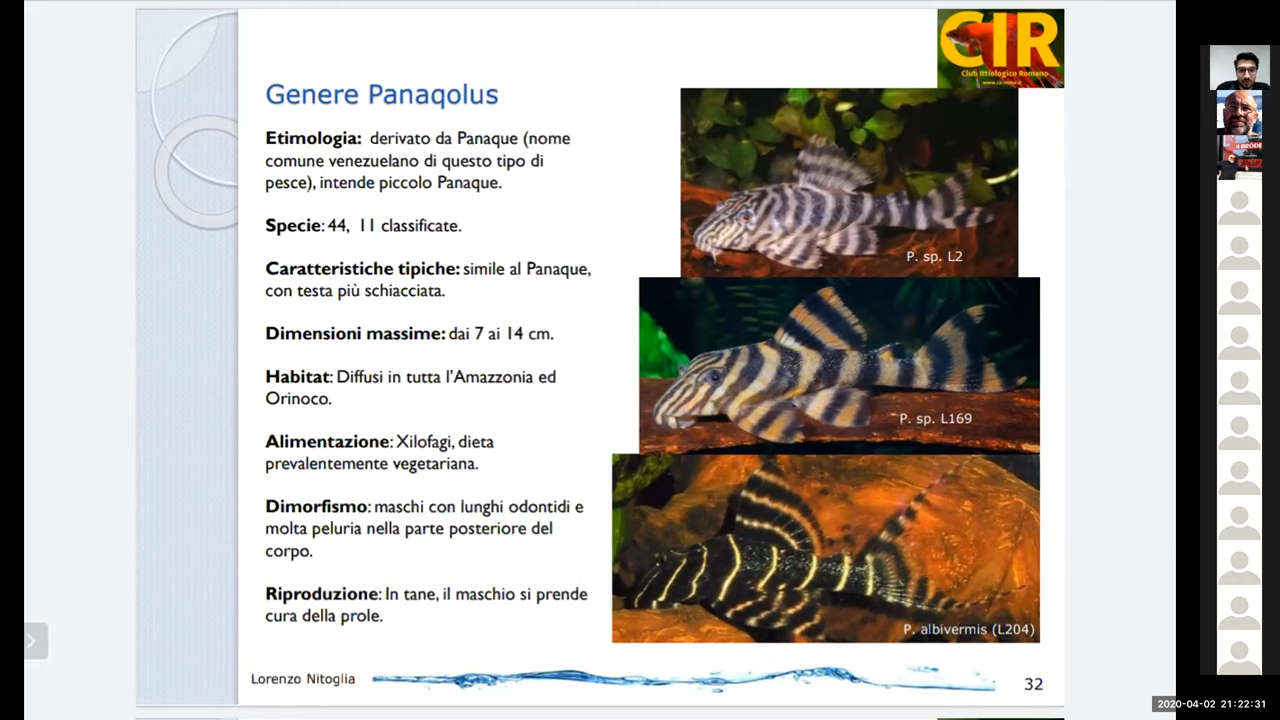 CIR
Club Ittiologico Romano
Genere Panaqolus
Etimologia: derivato da Panaque (nome
comune venezuelano di questo tipo di
pesce), intende piccolo Panaque.
Specie: 44, 11 classificate.
Caratteristiche tipiche: simile al Panaque,
con testa più schiacciata.
Dimensioni massime: dai 7 ai 14 cm.
Habitat: Diffusi in tutta l'Amazzonia ed
Orinoco.
Alimentazione: Xilofagi, dieta
prevalentemente vegetariana.
Dimorfismo: maschi con lunghi odontidi e
molta peluria nella parte posteriore del
corpo.
Riproduzione: In tane, il maschio si prende
cura della prole.
P. sp. L2
P. sp. L169
P. albivermis (L204)
Lorenzo Nitoglia
32
2020-04-02 21:22:31